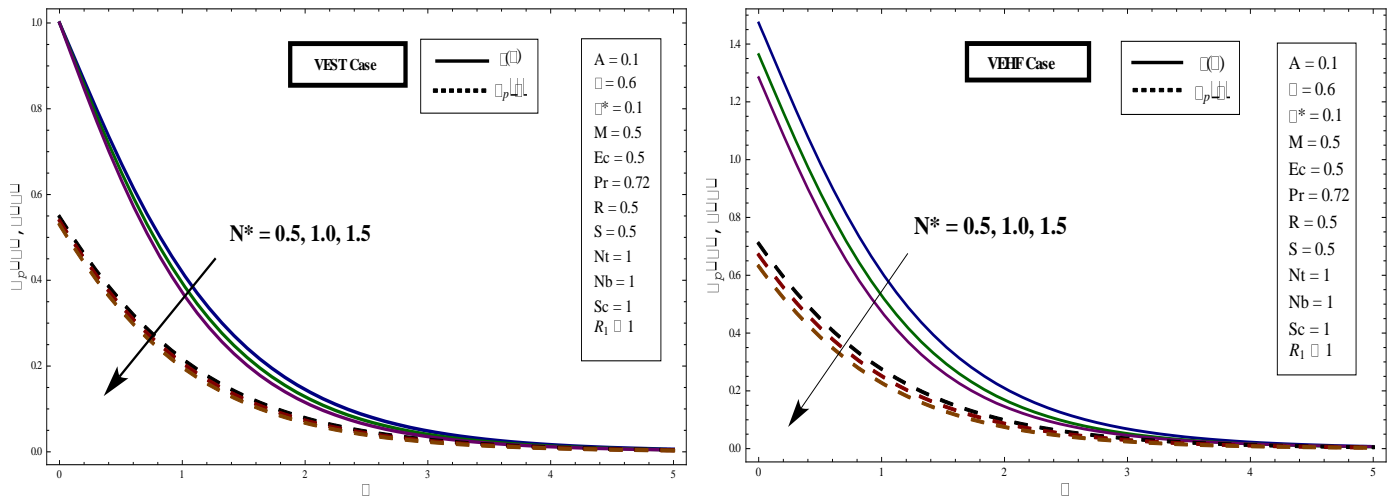 VEST Case
A = 0.1
= 0.6
* = 0.1
M = 0.5
Ec = 0.5
Pr = 0.72
R = 0.5
S = 0.5
Nt = 1
Nb = 1
Sc = 1
R1 1
N* = 0.5, 1.0, 1.5
1.0
0.8
0.6
0.4
0.2
0.0
0 1 2 3 4 5
VEHF Case
A = 0.1
= 0.6
* = 0.1
M = 0.5
Ec = 0.5
Pr = 0.72
R = 0.5
S = 0.5
Nt = 1
Nb = 1
Sc = 1
R1 1
N* = 0.5, 1.0, 1.5
1.4
1.2
1.0
0.8
0.6
0.4
0.2
0.0
0 1 2 3 4 5